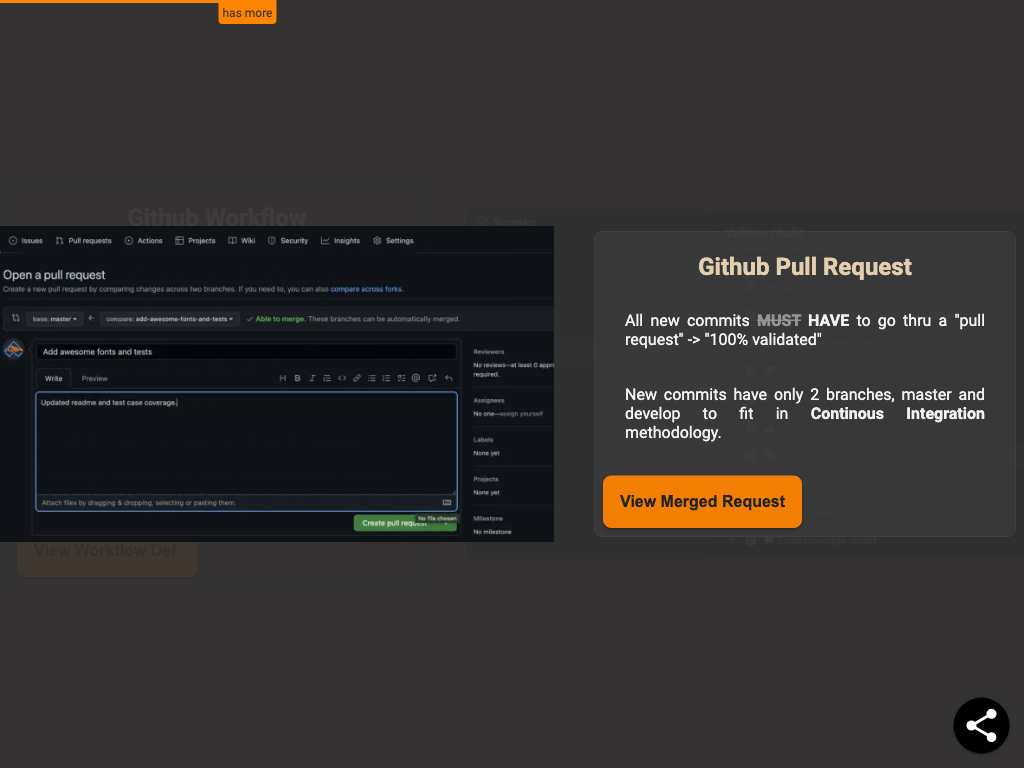 has more
Github Workflow
Summary
Issues Pull requests Actions Projects Wiki Security Insights Settings
Open a pull request
Create a new pull request by comparing changes across two branches. If you need to, you can also compare across forks.
base: master compare: add-awesome-fonts-and-tests Able to merge. These branches can be automatically merged.
Add awesome fonts and tests
Write Preview
Updated readme and test case coverage.
Attach files by dragging & dropping, selecting or pasting them.
No file chosen
Create pull request
Reviewers
No reviews—at least 0 appro
required.
Assignees
No one—assign yourself
Labels
None yet
Projects
None yet
Milestone
No milestone
View Workflow Def.
Github Pull Request
All new commits MUST HAVE to go thru a "pull
request" -> "100% validated"
New commits have only 2 branches, master and
develop to fit in Continous Integration
methodology.
View Merged Request